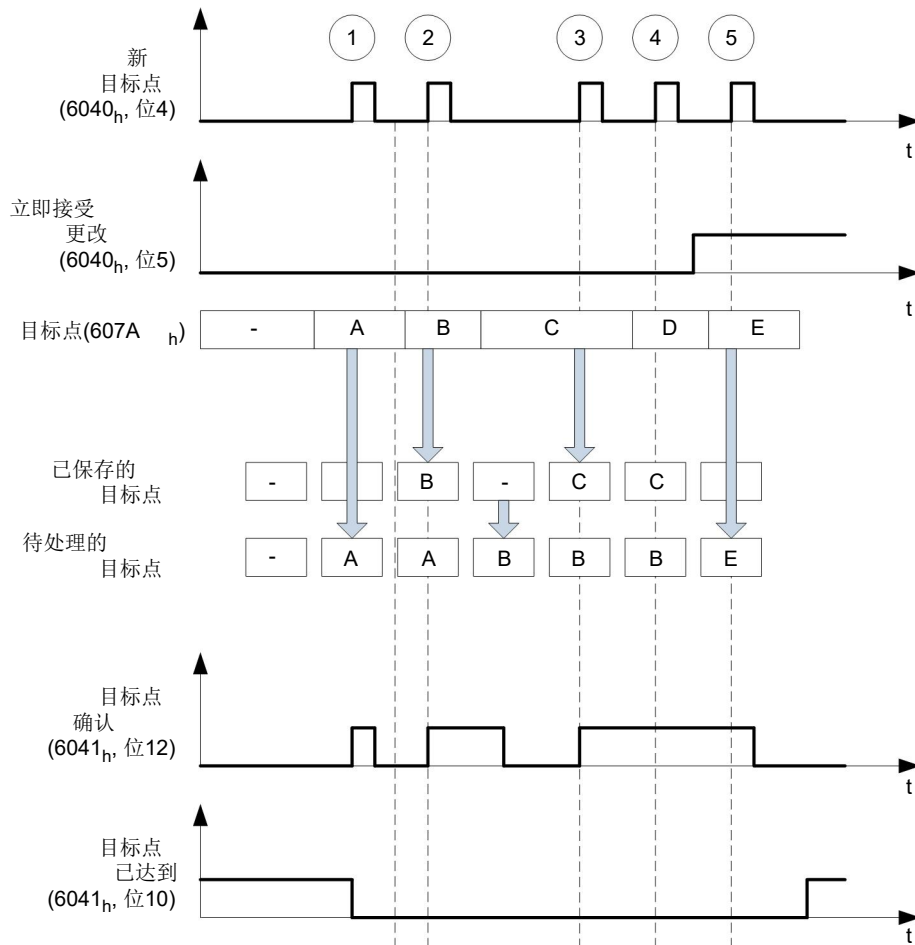 1 2 3 4 5
新
目标点
(6040h, 位4)
t
立即接受
更改
(6040h, 位5)
t
目标点(607A h)
- A B C D E
已保存的
目标点
- B - C C
待处理的
目标点
- A A B B B E
目标点
确认
(6041h, 位12)
t
目标点
已达到
(6041h, 位10)
t